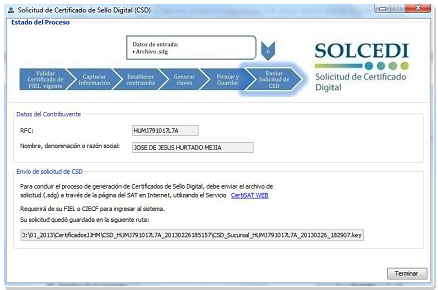 Solicitud de Certificado de Sello Digital (CSD)
Estado del Proceso
Datos de entrada:
• Archivo .sdg
6
SOLCEDI
Solicitud de Certificado
Digital
Validar
Certificado de
FIEL vigente
Capturar
Información
Establecer
contraseña
Generar
claves
Firmar y
Guardar
Enviar
Solicitud de
CSD
Datos del Contribuyente
RFC:
HUMJ791017L7A
Nombre, denominación o razón social:
JOSE DE JESUS HURTADO MEJIA
Envío de solicitud de CSD
Para conduir el proceso de generación de Certificados de Sello Digital, debe enviar el archivo de
solicitud (.sdg) a través de la página del SAT en Internet, utilizando el Servicio CertiSAT WEB
Requerirá de su FIEL o CIECF para ingresar al sistema.
Su solicitud quedó guardada en la siguiente ruta:
D:\01_2013\CertificadosJJHM\CSD_HUMJ791017L7A_20130226185157\CSD_Sucursal_HUMJ791017L7A_20130226_182907.key
Terminar